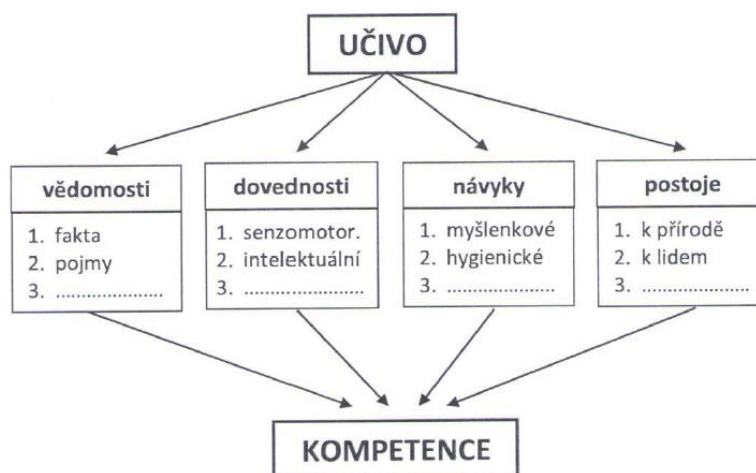 UČIVO
vědomosti
1. fakta
2. pojmy
3. .....................
dovednosti
1. senzomotor.
2. intelektuální
3. .....................
návyky
1. myšlenkové
2. hygienické
3. .....................
postoje
1. k přírodě
2. k lidem
3. .....................
KOMPETENCE